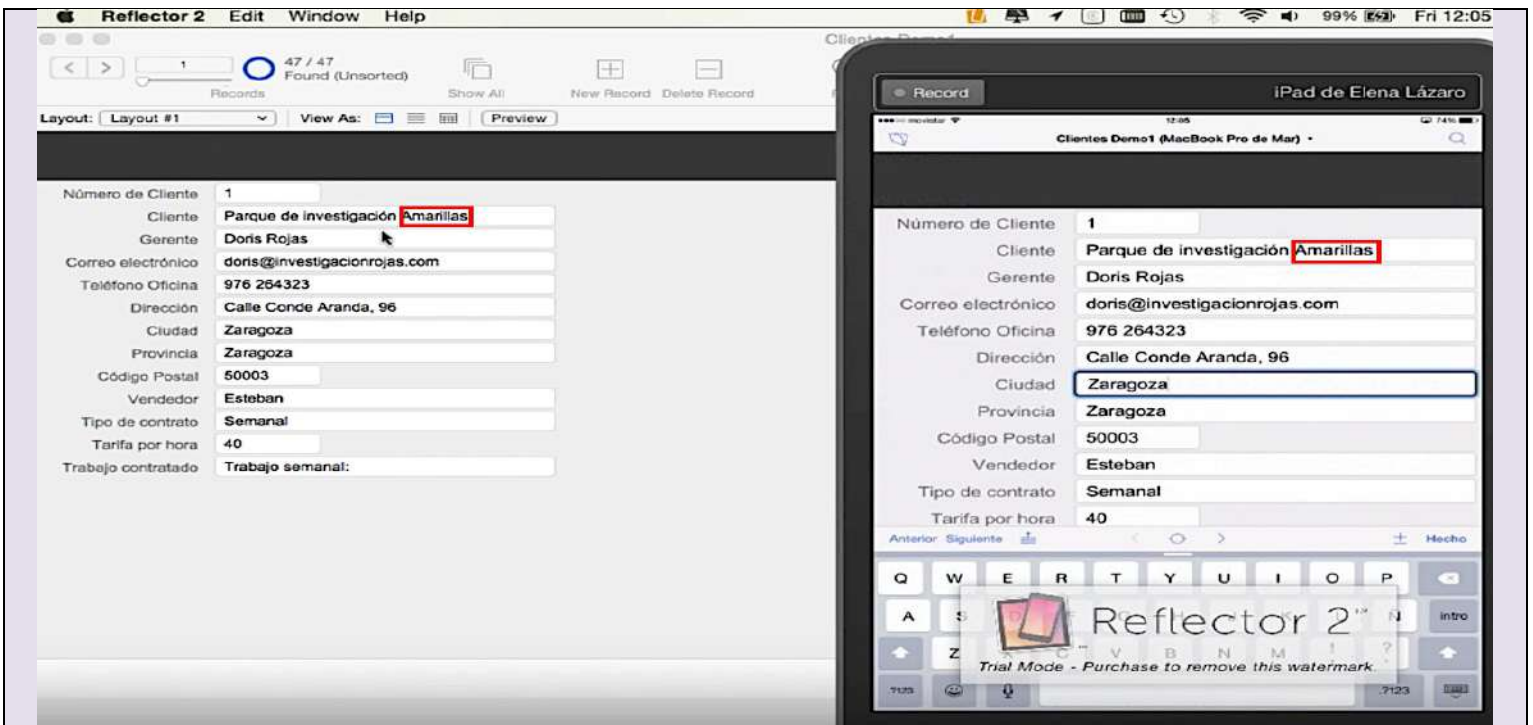 Reflector 2 Edit Window Help 99% Fri 12:05
1 47 / 47
Found (Unsorted)
Records Show All New Record Delete Record
Layout: Layout #1 View As: Preview
Número de Cliente 1
Cliente Parque de investigación Amarillas
Gerente Doris Rojas
Correo electrónico doris@investigacionrojas.com
Teléfono Oficina 976 264323
Dirección Calle Conde Aranda, 96
Ciudad Zaragoza
Provincia Zaragoza
Código Postal 50003
Vendedor Esteban
Tipo de contrato Semanal
Tarifa por hora 40
Trabajo contratado Trabajo semanal:
Record iPad de Elena Lázaro
movistar 12:05 74%
Clientes Demo1 (MacBook Pro de Mar)
Número de Cliente 1
Cliente Parque de investigación Amarillas
Gerente Doris Rojas
Correo electrónico doris@investigacionrojas.com
Teléfono Oficina 976 264323
Dirección Calle Conde Aranda, 96
Ciudad Zaragoza
Provincia Zaragoza
Código Postal 50003
Vendedor Esteban
Tipo de contrato Semanal
Tarifa por hora 40
Anterior Siguiente Hecho
Q W E R T Y U I O P
A S Ñ intro
Reflector 2™
Z C V B N M ! ?
Trial Mode - Purchase to remove this watermark.
?123 .?123